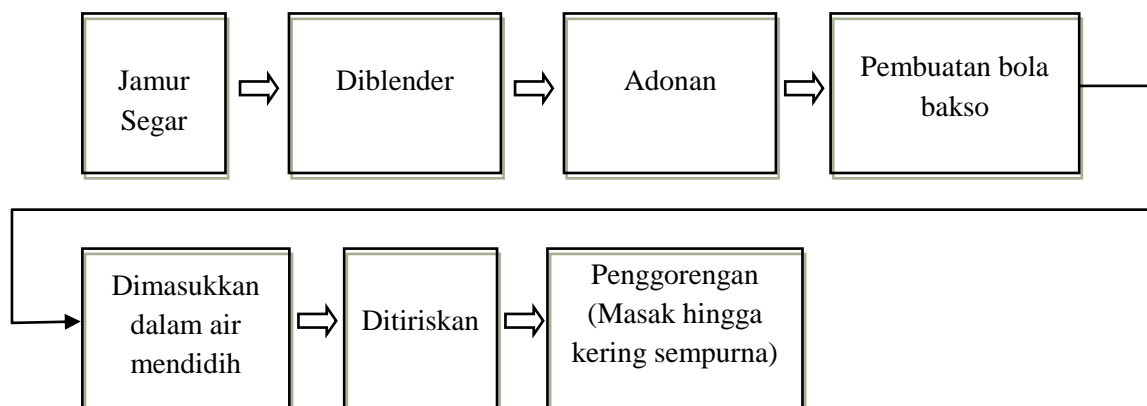 Jamur
Segar
Diblender
Adonan
Pembuatan bola
bakso
Dimasukkan
dalam air
mendidih
Ditiriskan
Penggorengan
(Masak hingga
kering sempurna)